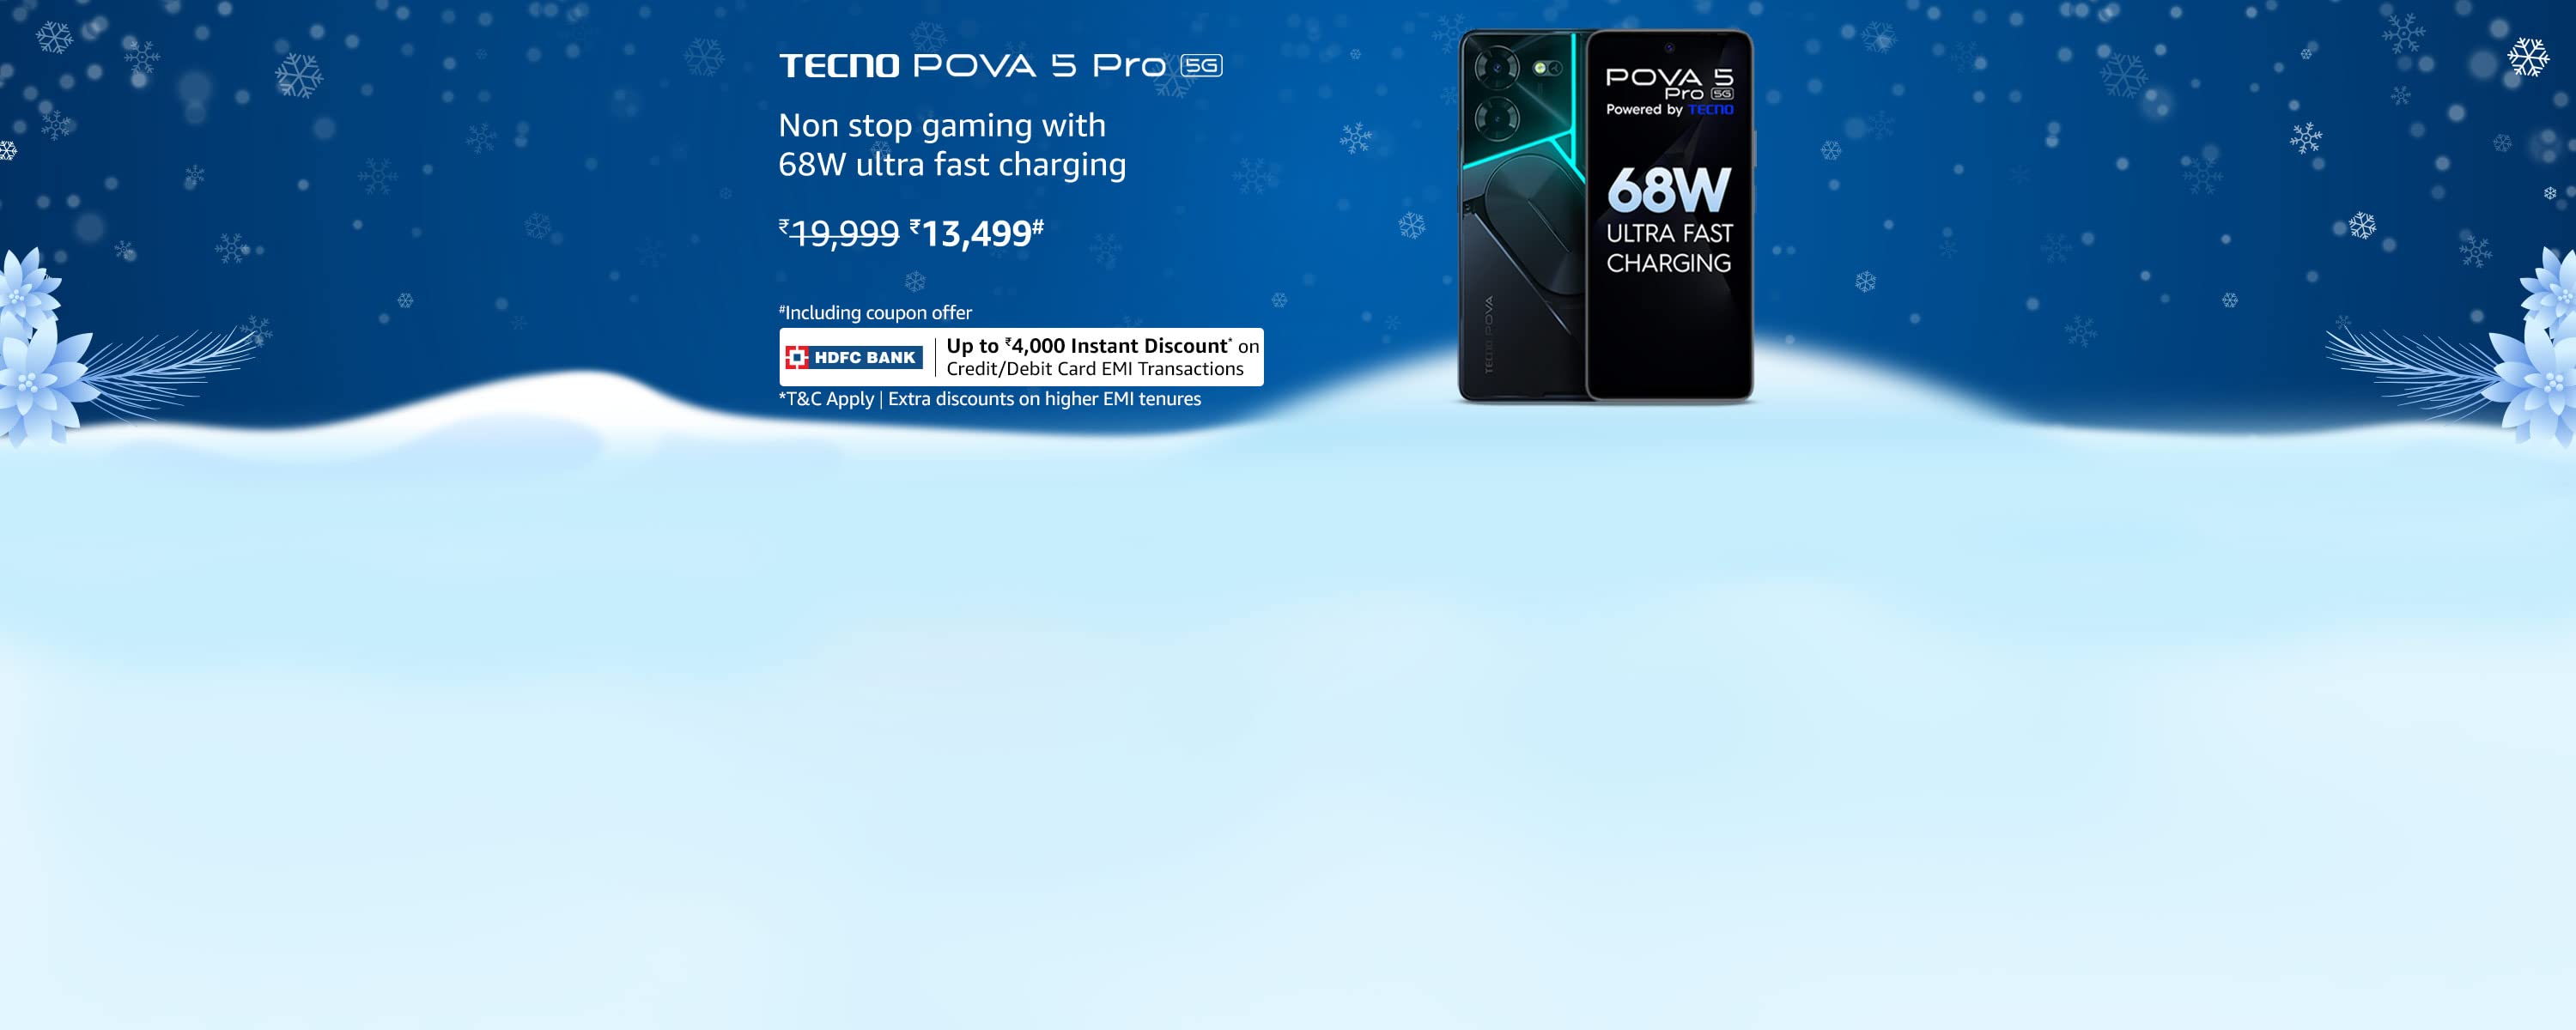 TECNO POVA 5 Pro 5G
Non stop gaming with
68W ultra fast charging
₹19,999 ₹13,499#
#Including coupon offer
HDFC BANK
Up to ₹4,000 Instant Discount* on
Credit/Debit Card EMI Transactions
*T&C Apply | Extra discounts on higher EMI tenures
TECNO POVA
POVA 5
Pro 5G
Powered by TECNO
68W
ULTRA FAST
CHARGING